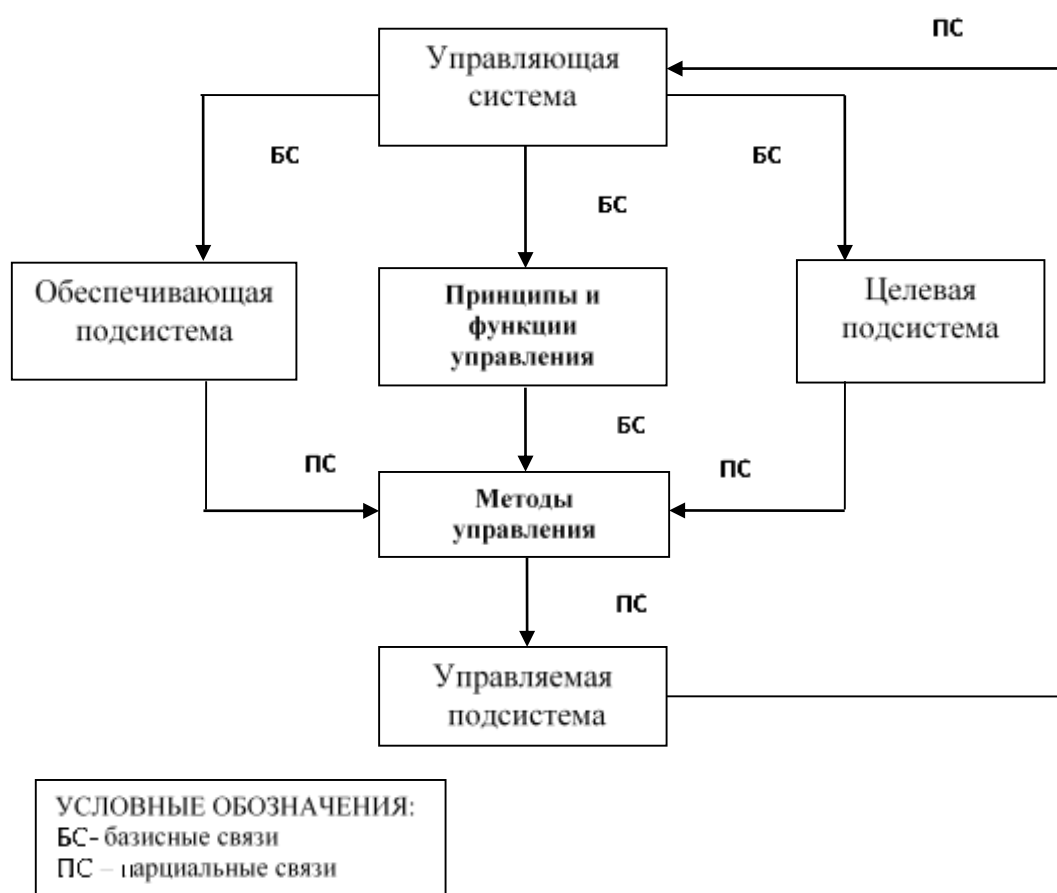 ПС
Управляющая
система
БС
БС
БС
Обеспечивающая
подсистема
Принципы и
функции
управления
Целевая
подсистема
БС
ПС
ПС
Методы
управления
ПС
Управляемая
подсистема
УСЛОВНЫЕ ОБОЗНАЧЕНИЯ:
БС- базисные связи
ПС – парциальные связи